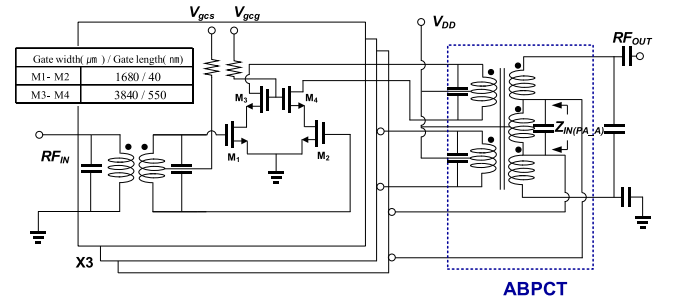 V_gcs V_gcg
V_DD
RF_OUT
Gate width( μm ) / Gate length( nm)
M1- M2 1680 / 40
M3- M4 3840 / 550
M₃ M₄
Z_IN(PA_A)
RF_IN
M₁ M₂
X3
ABPCT